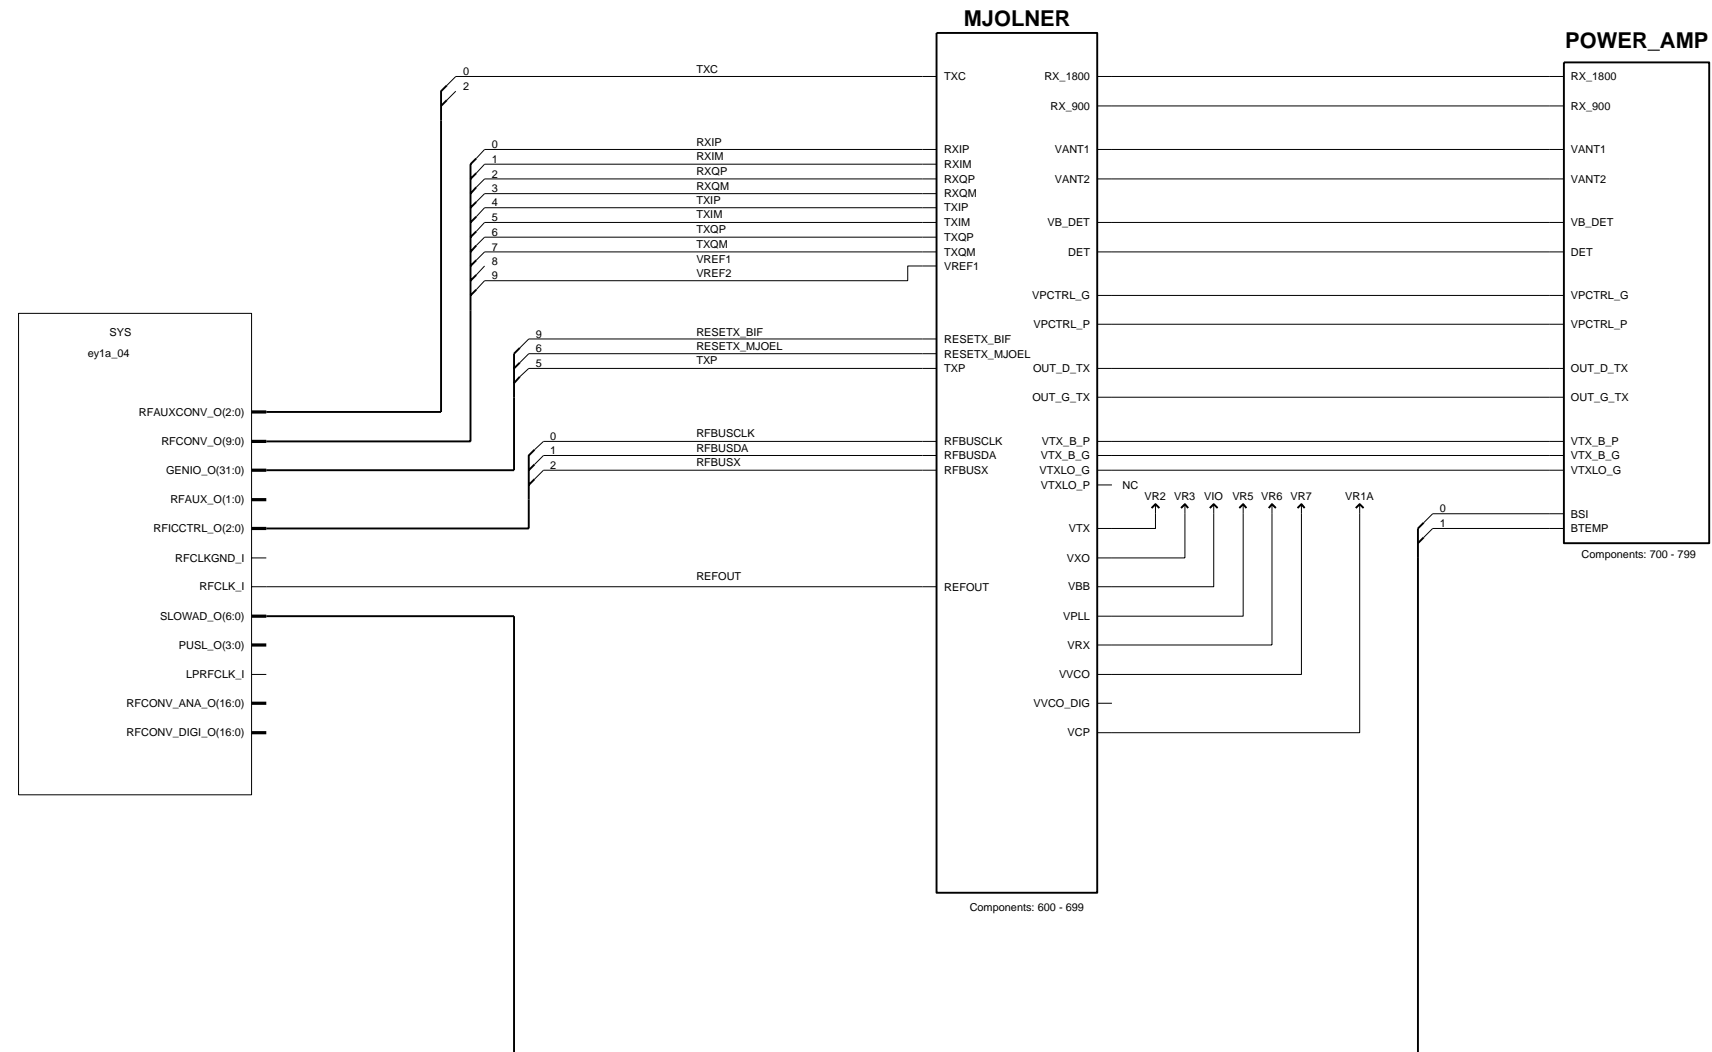 MJOLNER
POWER_AMP
0 TXC TXC RX_1800 RX_1800
2
RX_900 RX_900
0 RXIP RXIP VANT1 VANT1
1 RXIM RXIM
2 RXQP RXQP VANT2 VANT2
3 RXQM RXQM
4 TXIP TXIP
5 TXIM TXIM VB_DET VB_DET
6 TXQP TXQP
7 TXQM TXQM DET DET
8 VREF1 VREF1
9 VREF2
VPCTRL_G VPCTRL_G
SYS VPCTRL_P VPCTRL_P
9 RESETX_BIF RESETX_BIF
ey1a_04 6 RESETX_MJOEL RESETX_MJOEL
5 TXP TXP OUT_D_TX OUT_D_TX
OUT_G_TX OUT_G_TX
RFAUXCONV_O(2:0)
RFCONV_O(9:0) 0 RFBUSCLK RFBUSCLK VTX_B_P VTX_B_P
1 RFBUSDA RFBUSDA VTX_B_G VTX_B_G
GENIO_O(31:0) 2 RFBUSX RFBUSX VTXLO_G VTXLO_G
VTXLO_P NC
RFAUX_O(1:0) VR2 VR3 VIO VR5 VR6 VR7 VR1A
0 BSI
RFICCTRL_O(2:0) VTX 1 BTEMP
RFCLKGND_I VXO Components: 700 - 799
RFCLK_I REFOUT REFOUT VBB
SLOWAD_O(6:0) VPLL
PUSL_O(3:0) VRX
LPRFCLK_I VVCO
RFCONV_ANA_O(16:0) VVCO_DIG
RFCONV_DIGI_O(16:0) VCP
Components: 600 - 699